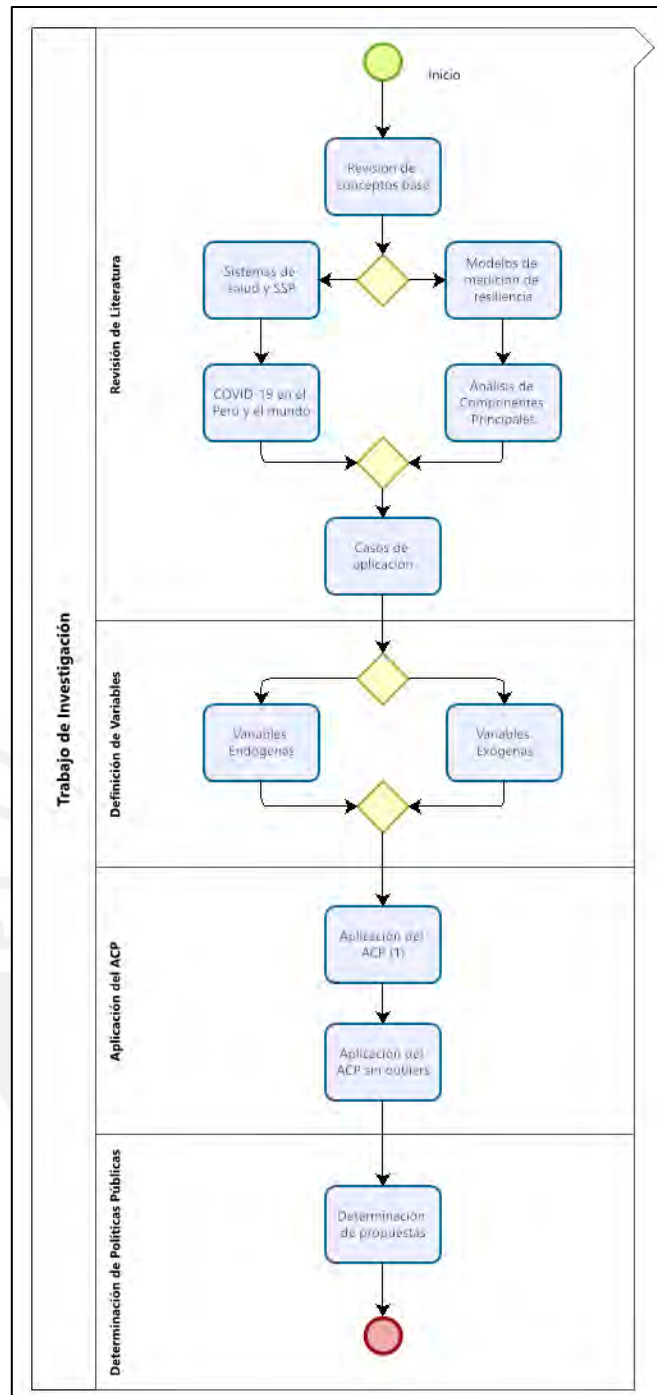 Inicio
Revisión de
conceptos base
Sistemas de
salud y SSP
Modelos de
medición de
resiliencia
COVID-19 en el
Perú y el mundo
Análisis de
Componentes
Principales
Casos de
aplicación
Revisión de Literatura
Trabajo de Investigación
Variables
Endógenas
Variables
Exógenas
Definición de Variables
Aplicación del
ACP (1)
Aplicación del
ACP sin outliers
Aplicación del ACP
Determinación
de propuestas
Determinación de Políticas Públicas